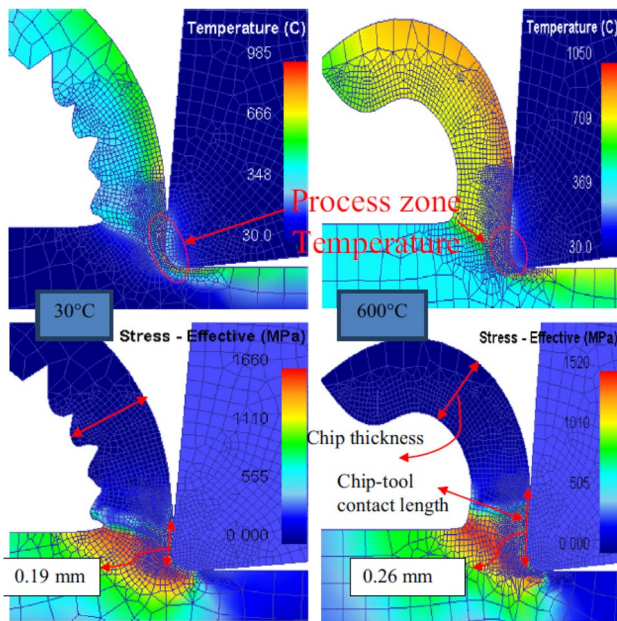 Temperature (C)
985
666
348
30.0
Temperature (C)
1050
709
369
30.0
Process zone
Temperature
30°C
600°C
Stress - Effective (MPa)
1660
1110
555
0.000
0.19 mm
Stress - Effective (MPa)
1520
1010
505
0.000
Chip thickness
Chip-tool
contact length
0.26 mm